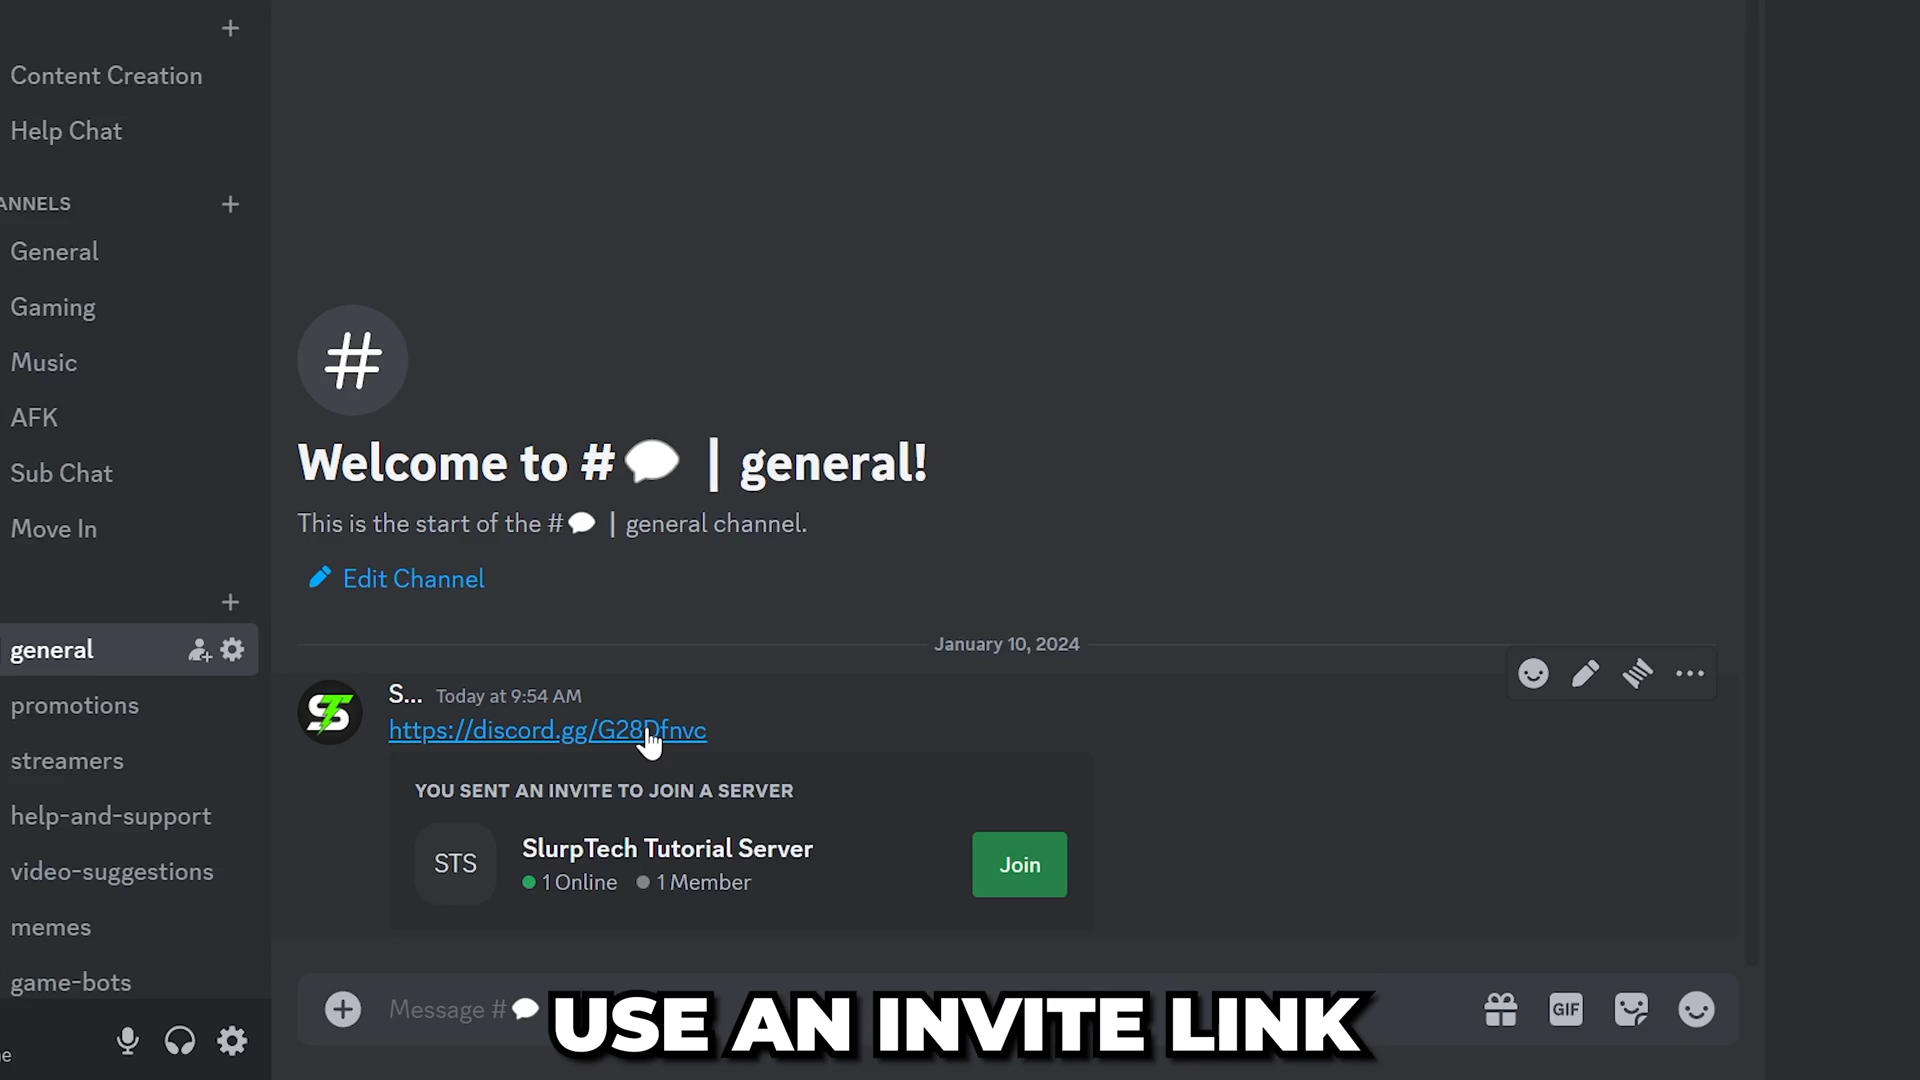 Content Creation
Help Chat
ANNELS
General
Gaming
Music
AFK
Sub Chat
Move In
general
promotions
streamers
help-and-support
video-suggestions
memes
game-bots
Welcome to #💬 | general!
This is the start of the #💬 | general channel.
Edit Channel
January 10, 2024
S... Today at 9:54 AM
https://discord.gg/G28Dfnvc
YOU SENT AN INVITE TO JOIN A SERVER
STS
SlurpTech Tutorial Server
1 Online 1 Member
Join
Message #💬
GIF
USE AN INVITE LINK